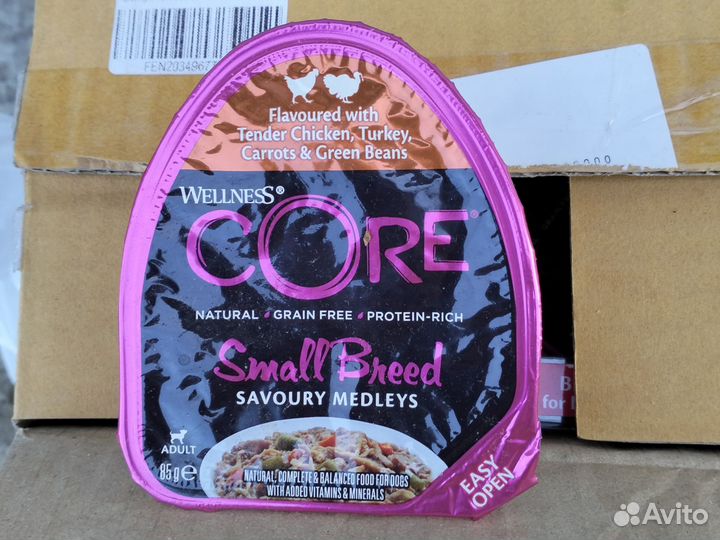 Flavoured with
Tender Chicken, Turkey,
Carrots & Green Beans
WELLNESS®
CORE®
NATURAL GRAIN FREE PROTEIN-RICH
Small Breed
SAVOURY MEDLEYS
ADULT
85g e
NATURAL, COMPLETE & BALANCED FOOD FOR DOGS
WITH ADDED VITAMINS & MINERALS
EASY
OPEN
B
for
Avito